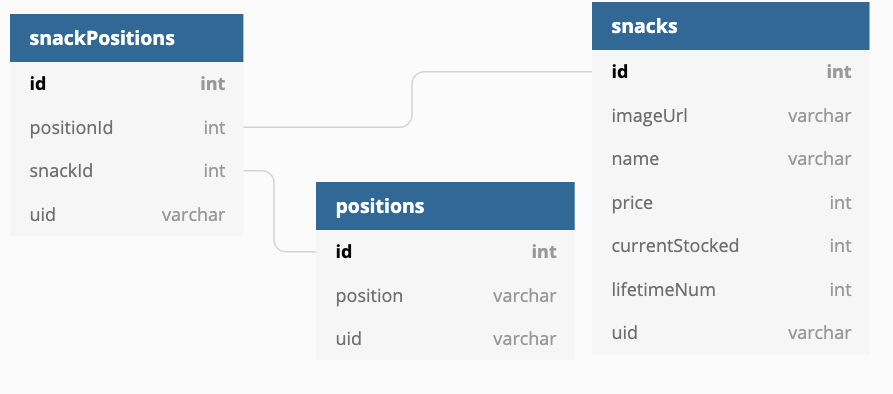 snackPositions
id int
positionId int
snackId int
uid varchar
positions
id int
position varchar
uid varchar
snacks
id int
imageUrl varchar
name varchar
price int
currentStocked int
lifetimeNum int
uid varchar